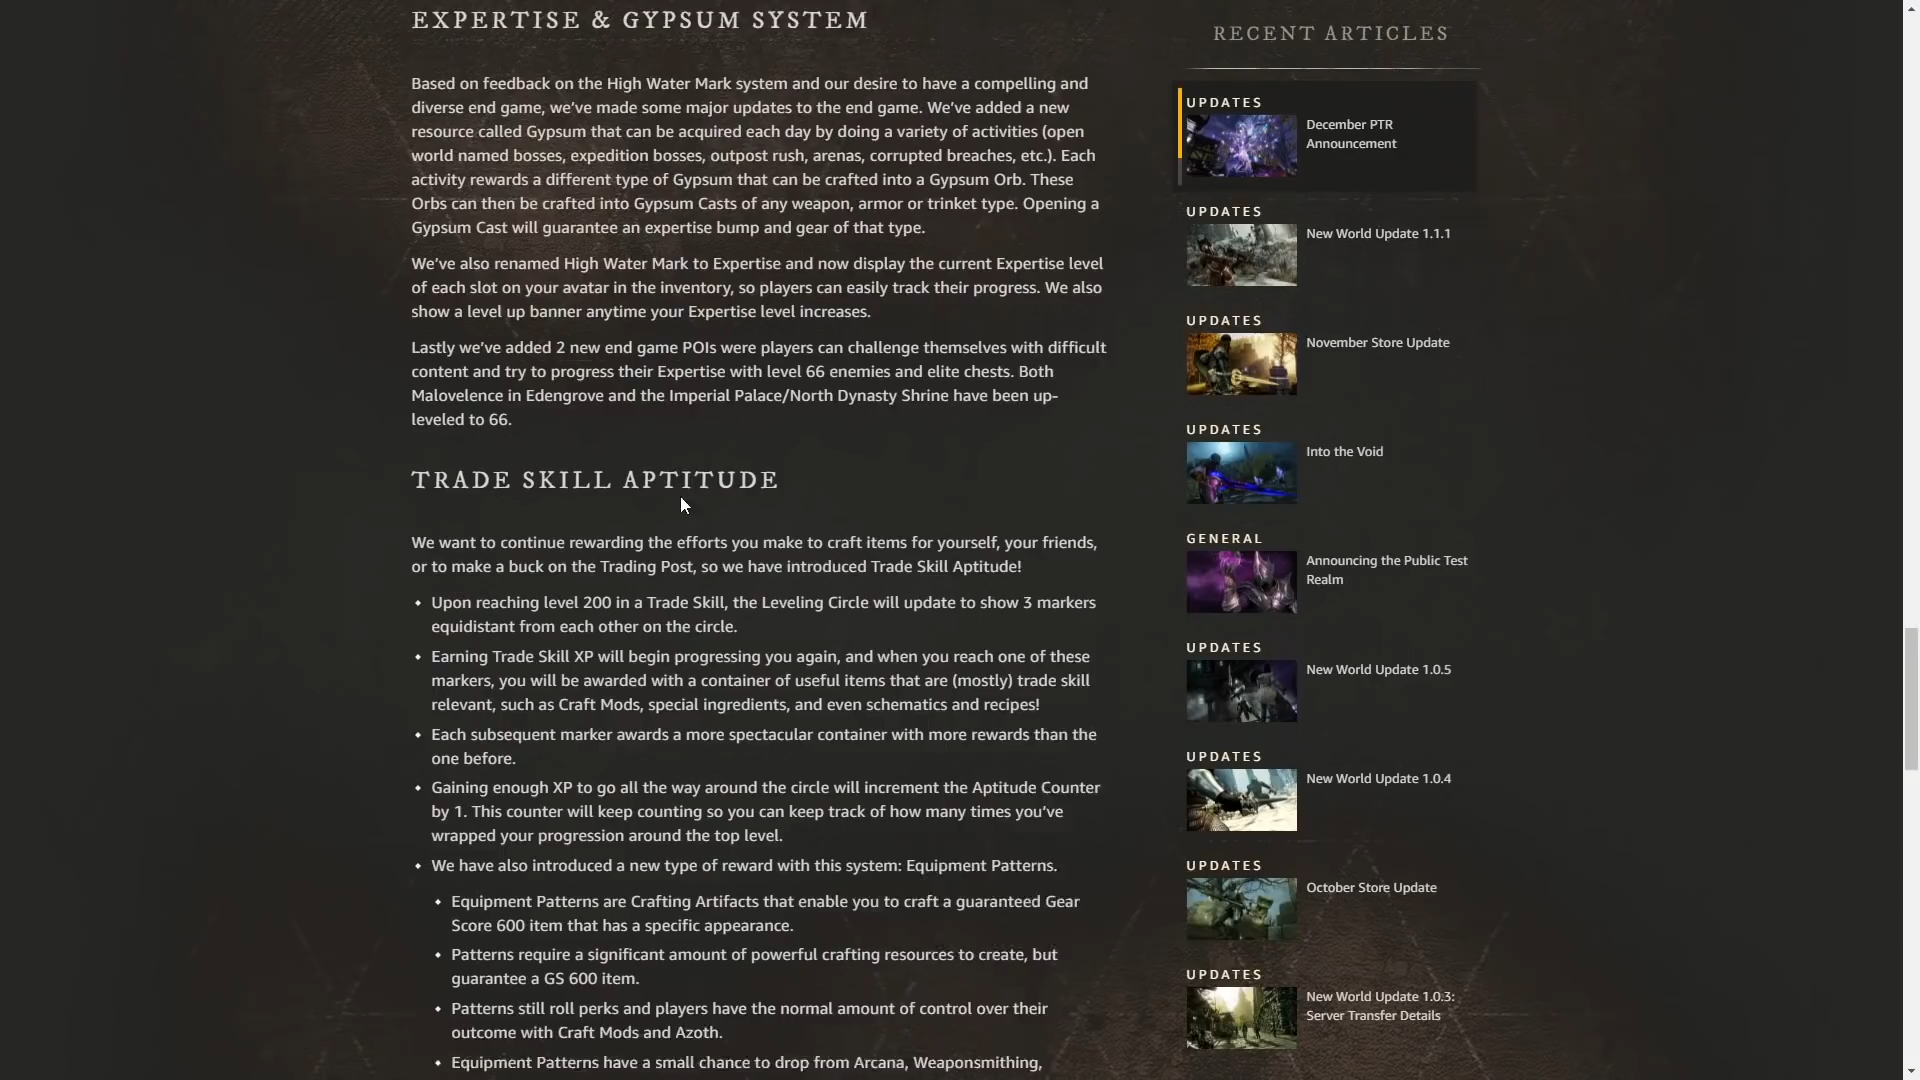 EXPERTISE & GYPSUM SYSTEM
Based on feedback on the High Water Mark system and our desire to have a compelling and
diverse end game, we've made some major updates to the end game. We've added a new
resource called Gypsum that can be acquired each day by doing a variety of activities (open
world named bosses, expedition bosses, outpost rush, arenas, corrupted breaches, etc.). Each
activity rewards a different type of Gypsum that can be crafted into a Gypsum Orb. These
Orbs can then be crafted into Gypsum Casts of any weapon, armor or trinket type. Opening a
Gypsum Cast will guarantee an expertise bump and gear of that type.
We've also renamed High Water Mark to Expertise and now display the current Expertise level
of each slot on your avatar in the inventory, so players can easily track their progress. We also
show a level up banner anytime your Expertise level increases.
Lastly we've added 2 new end game POIs were players can challenge themselves with difficult
content and try to progress their Expertise with level 66 enemies and elite chests. Both
Malovelence in Edengrove and the Imperial Palace/North Dynasty Shrine have been up-
leveled to 66.
TRADE SKILL APTITUDE
We want to continue rewarding the efforts you make to craft items for yourself, your friends,
or to make a buck on the Trading Post, so we have introduced Trade Skill Aptitude!
• Upon reaching level 200 in a Trade Skill, the Leveling Circle will update to show 3 markers
equidistant from each other on the circle.
• Earning Trade Skill XP will begin progressing you again, and when you reach one of these
markers, you will be awarded with a container of useful items that are (mostly) trade skill
relevant, such as Craft Mods, special ingredients, and even schematics and recipes!
• Each subsequent marker awards a more spectacular container with more rewards than the
one before.
• Gaining enough XP to go all the way around the circle will increment the Aptitude Counter
by 1. This counter will keep counting so you can keep track of how many times you've
wrapped your progression around the top level.
• We have also introduced a new type of reward with this system: Equipment Patterns.
• Equipment Patterns are Crafting Artifacts that enable you to craft a guaranteed Gear
Score 600 item that has a specific appearance.
• Patterns require a significant amount of powerful crafting resources to create, but
guarantee a GS 600 item.
• Patterns still roll perks and players have the normal amount of control over their
outcome with Craft Mods and Azoth.
• Equipment Patterns have a small chance to drop from Arcana, Weaponsmithing,
RECENT ARTICLES
UPDATES
December PTR
Announcement
UPDATES
New World Update 1.1.1
UPDATES
November Store Update
UPDATES
Into the Void
GENERAL
Announcing the Public Test
Realm
UPDATES
New World Update 1.0.5
UPDATES
New World Update 1.0.4
UPDATES
October Store Update
UPDATES
New World Update 1.0.3:
Server Transfer Details